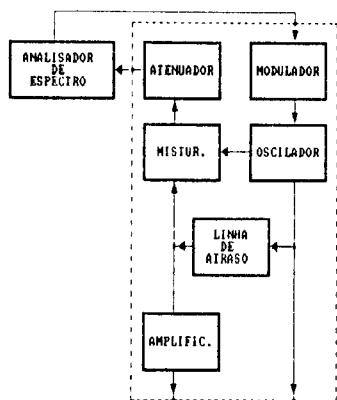 ANALISADOR
DE
ESPECTRO
ATENUADOR
MODULADOR
MISTUR.
OSCILADOR
LINHA
DE
ATRASO
AMPLIFIC.